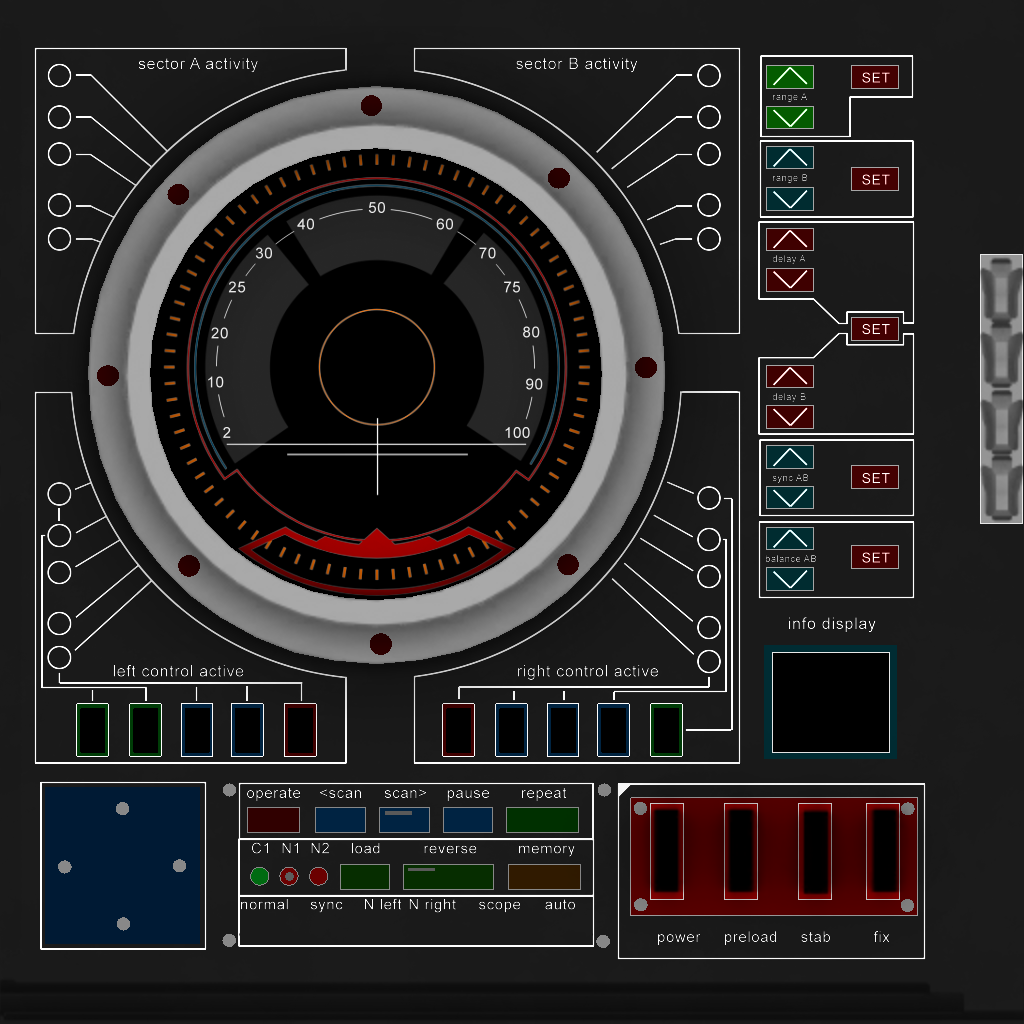 sector A activity
sector B activity
range A
SET
range B
SET
delay A
SET
delay B
sync AB
SET
balance AB
SET
info display
2
10
20
25
30
40
50
60
70
75
80
90
100
left control active
right control active
operate <scan scan> pause repeat
C1 N1 N2 load reverse memory
normal sync N left N right scope auto
power preload stab fix